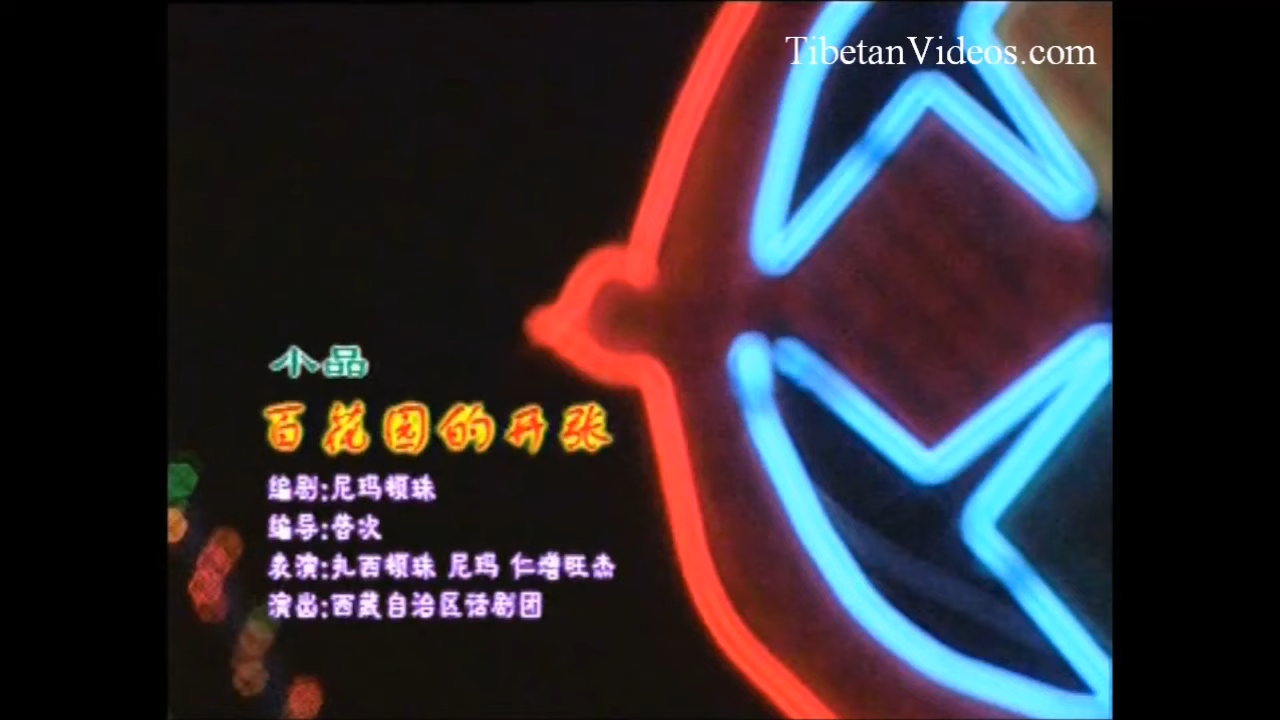 TibetanVideos.com
小品
百花园的开张
编剧:尼玛顿珠
编导:普次
表演:扎西顿珠 尼玛 仁增旺杰
演出:西藏自治区话剧团